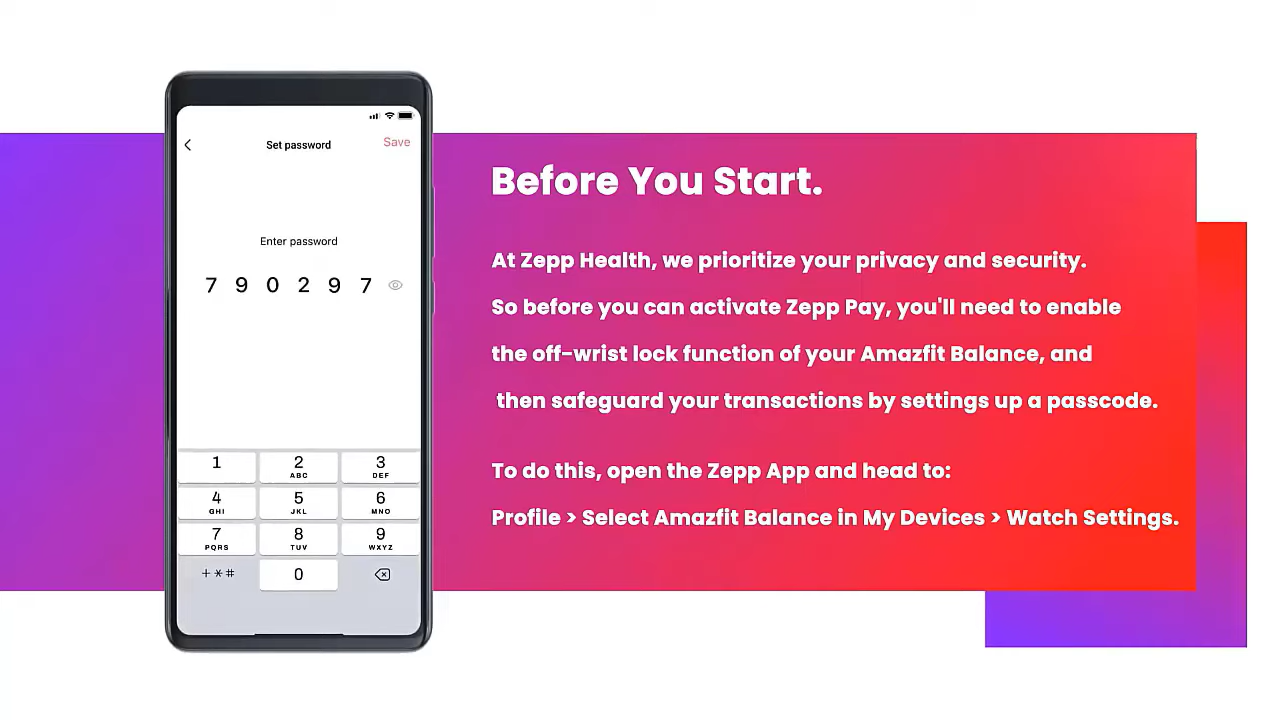 Set password
Save
Enter password
7 9 0 2 9 7
1
2
ABC
3
DEF
4
GHI
5
JKL
6
MNO
7
PQRS
8
TUV
9
WXYZ
+*#
0
Before You Start.
At Zepp Health, we prioritize your privacy and security.
So before you can activate Zepp Pay, you'll need to enable
the off-wrist lock function of your Amazfit Balance, and
then safeguard your transactions by settings up a passcode.
To do this, open the Zepp App and head to:
Profile > Select Amazfit Balance in My Devices > Watch Settings.